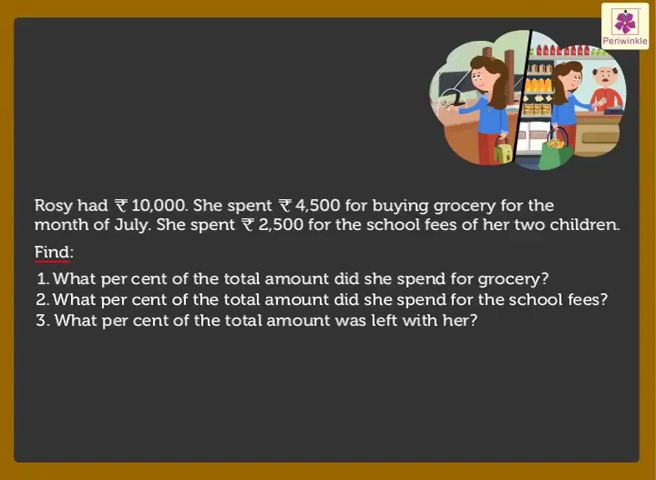 Periwinkle
Rosy had ₹ 10,000. She spent ₹ 4,500 for buying grocery for the
month of July. She spent ₹ 2,500 for the school fees of her two children.
Find:
1. What per cent of the total amount did she spend for grocery?
2. What per cent of the total amount did she spend for the school fees?
3. What per cent of the total amount was left with her?